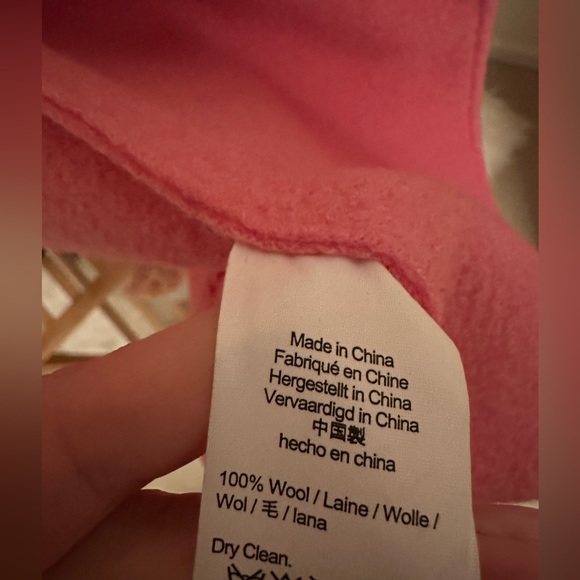 Made in China
Fabriqué en Chine
Hergestellt in China
Vervaardigd in China
中国製
hecho en china
100% Wool / Laine / Wolle /
Wol / 毛 / lana
Dry Clean.